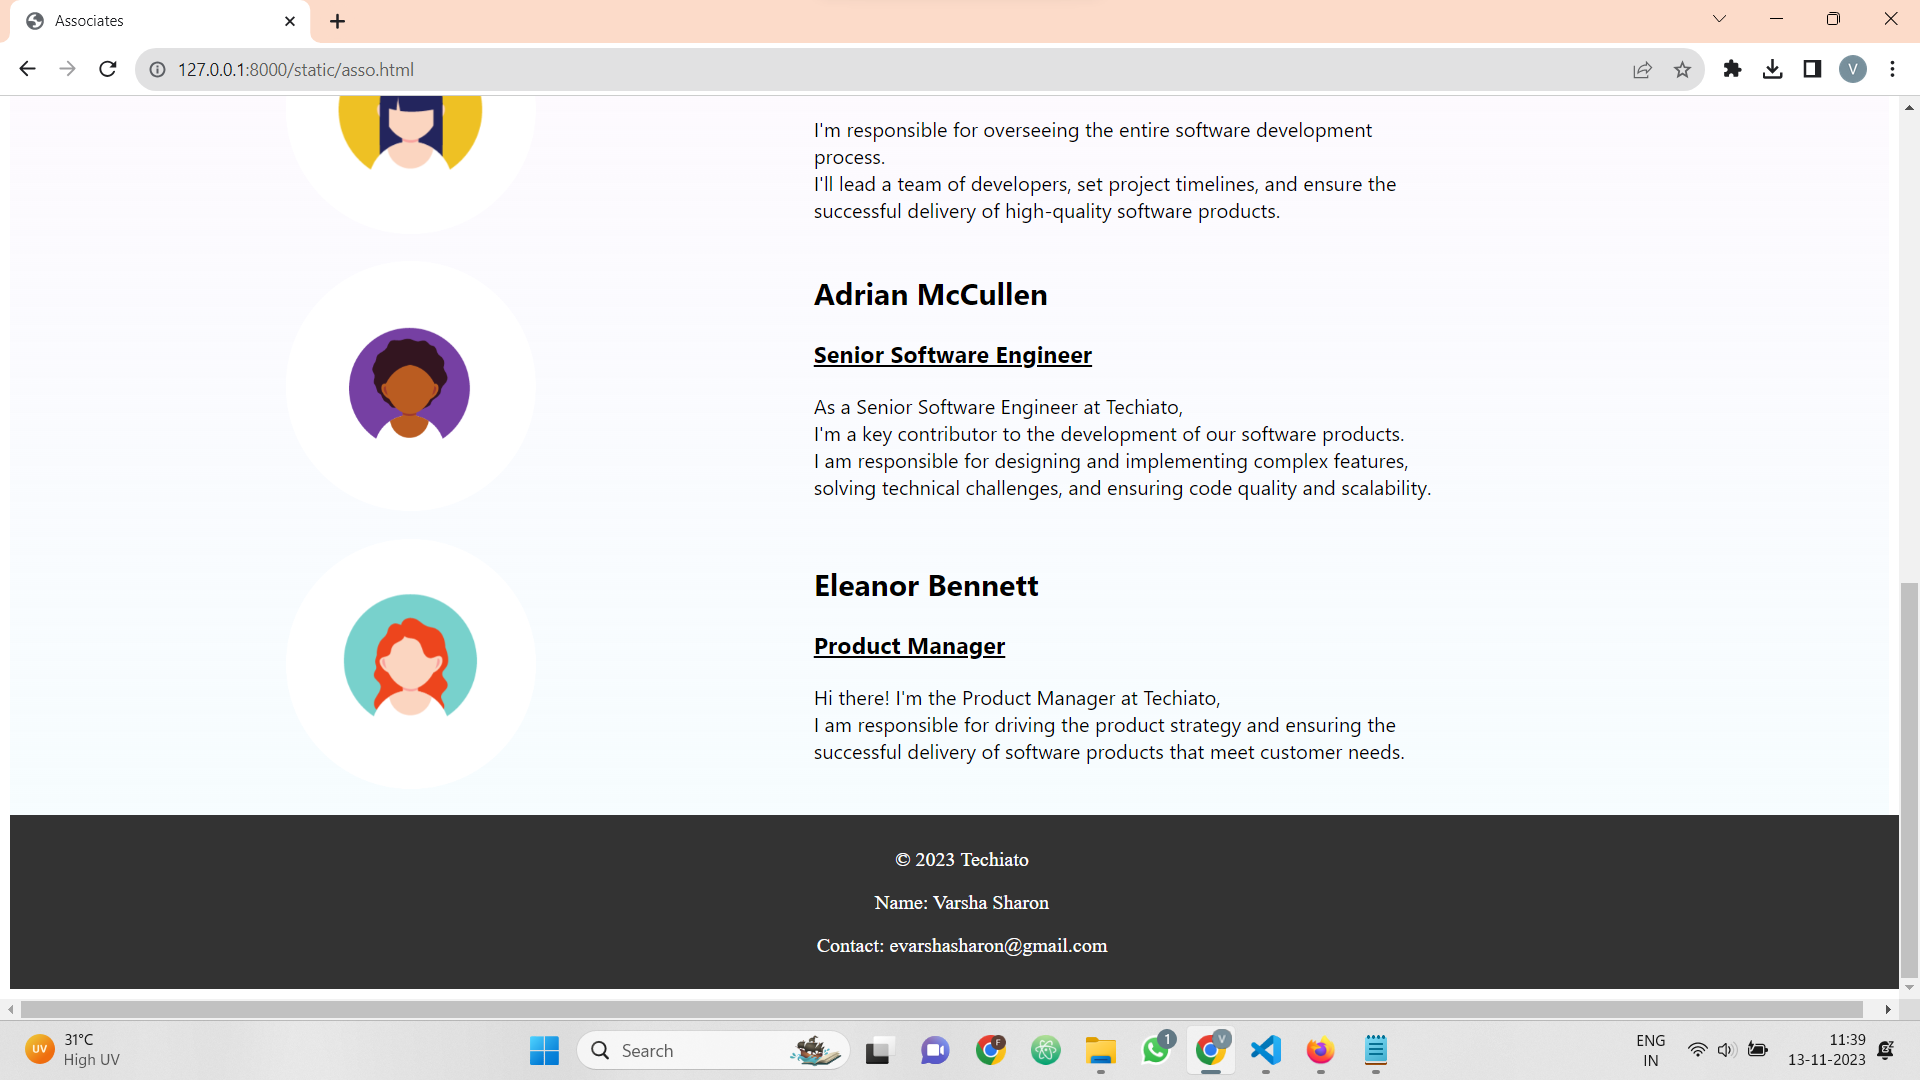 Associates
127.0.0.1:8000/static/asso.html
V
I'm responsible for overseeing the entire software development
process.
I'll lead a team of developers, set project timelines, and ensure the
successful delivery of high-quality software products.
Adrian McCullen
Senior Software Engineer
As a Senior Software Engineer at Techiato,
I'm a key contributor to the development of our software products.
I am responsible for designing and implementing complex features,
solving technical challenges, and ensuring code quality and scalability.
Eleanor Bennett
Product Manager
Hi there! I'm the Product Manager at Techiato,
I am responsible for driving the product strategy and ensuring the
successful delivery of software products that meet customer needs.
© 2023 Techiato
Name: Varsha Sharon
Contact: evarshasharon@gmail.com
UV
31°C
High UV
Search
F
1
V
ENG
IN
11:39
13-11-2023